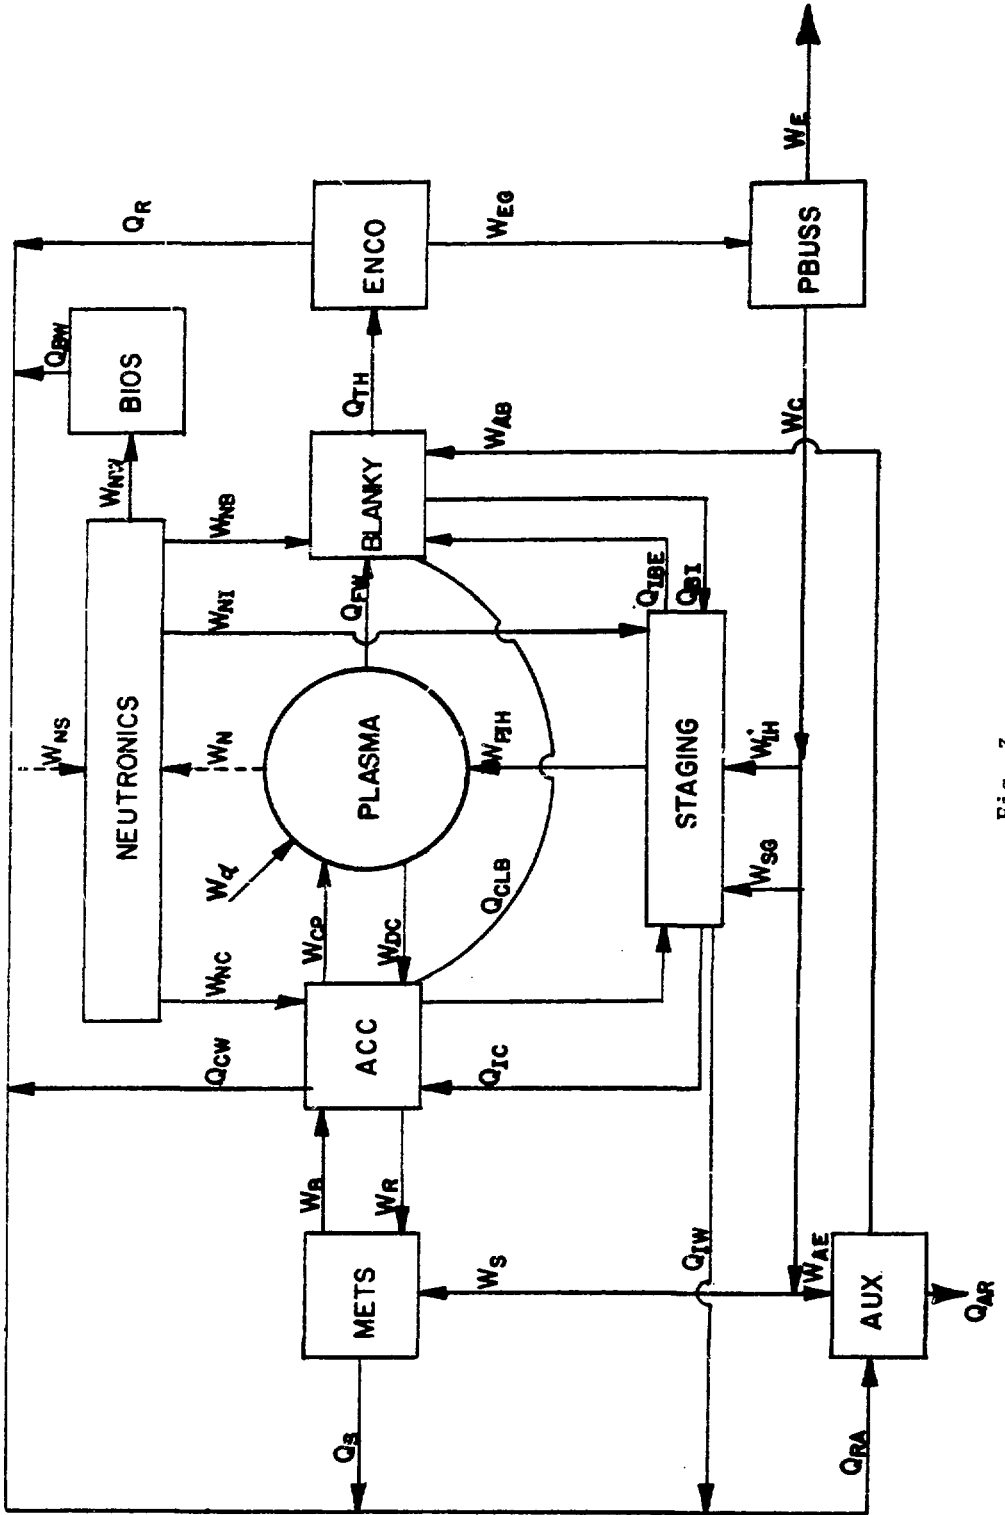 W_NS
Q_BW
W_NW
Q_R
NEUTRONICS
BIOS
Q_CW
W_NC
W_N
W_NI
W_NB
W_α
W_B
W_CP
Q_S
Q_FW
Q_TH
METS
ACC
PLASMA
BLANKY
ENCO
W_R
W_DC
Q_IC
Q_CLB
W_PIH
W_AB
W_EG
W_S
Q_IBE
Q_BI
STAGING
Q_IW
W_SG
W_IH*
W_C
W_E
PBUSS
W_AE
Q_RA
AUX
Q_AR
Fig.